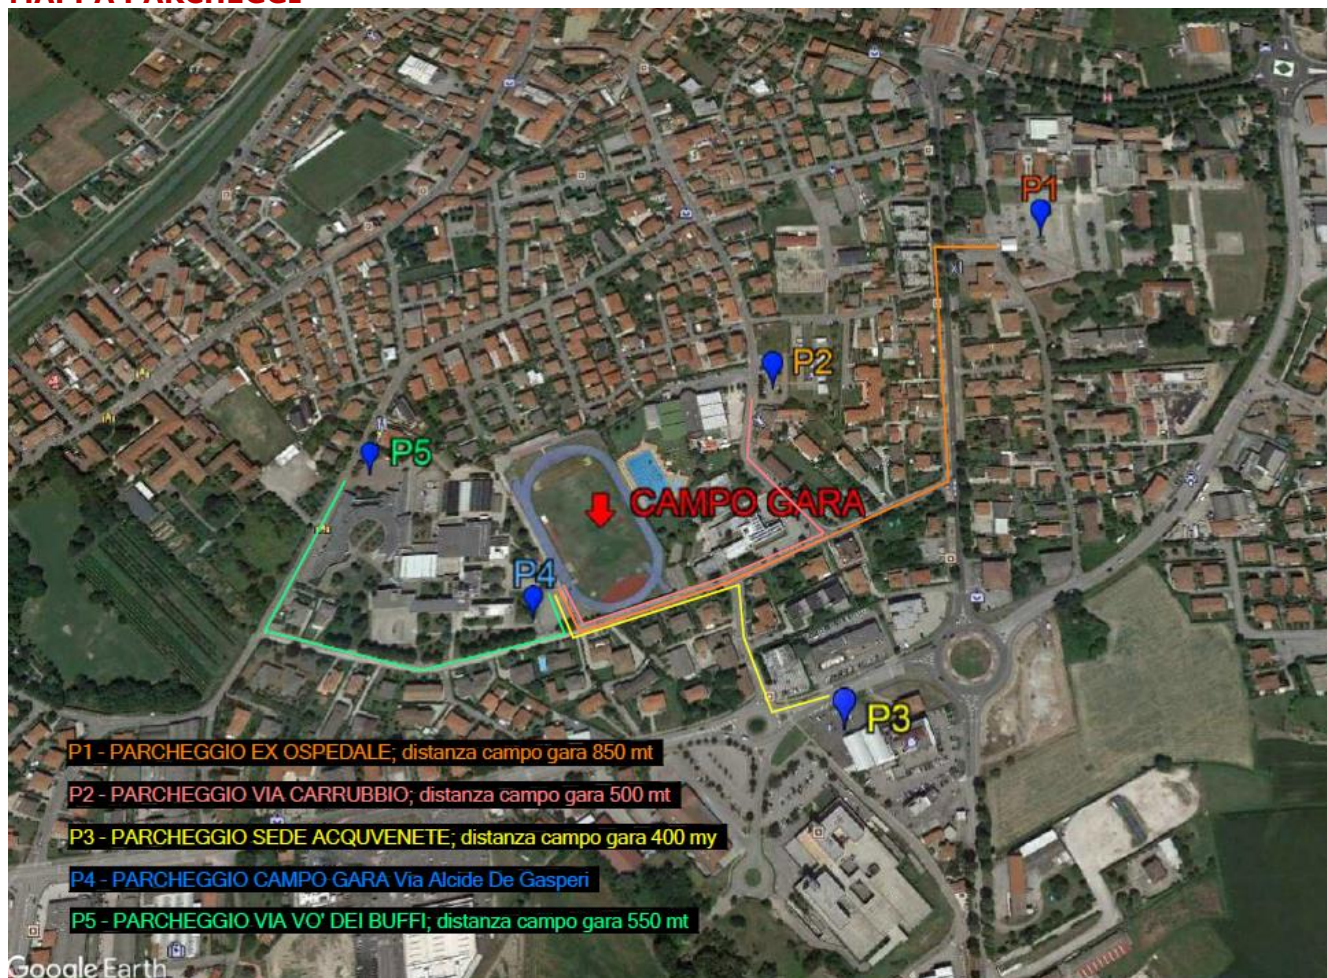 MAPPA PARCHEGGI
P1
P2
P5
CAMPO GARA
P4
P3
P1 - PARCHEGGIO EX OSPEDALE; distanza campo gara 850 mt
P2 - PARCHEGGIO VIA CARRUBBIO; distanza campo gara 500 mt
P3 - PARCHEGGIO SEDE ACQUVENETE; distanza campo gara 400 my
P4 - PARCHEGGIO CAMPO GARA Via Alcide De Gasperi
P5 - PARCHEGGIO VIA VO' DEI BUFFI; distanza campo gara 550 mt
Google Earth